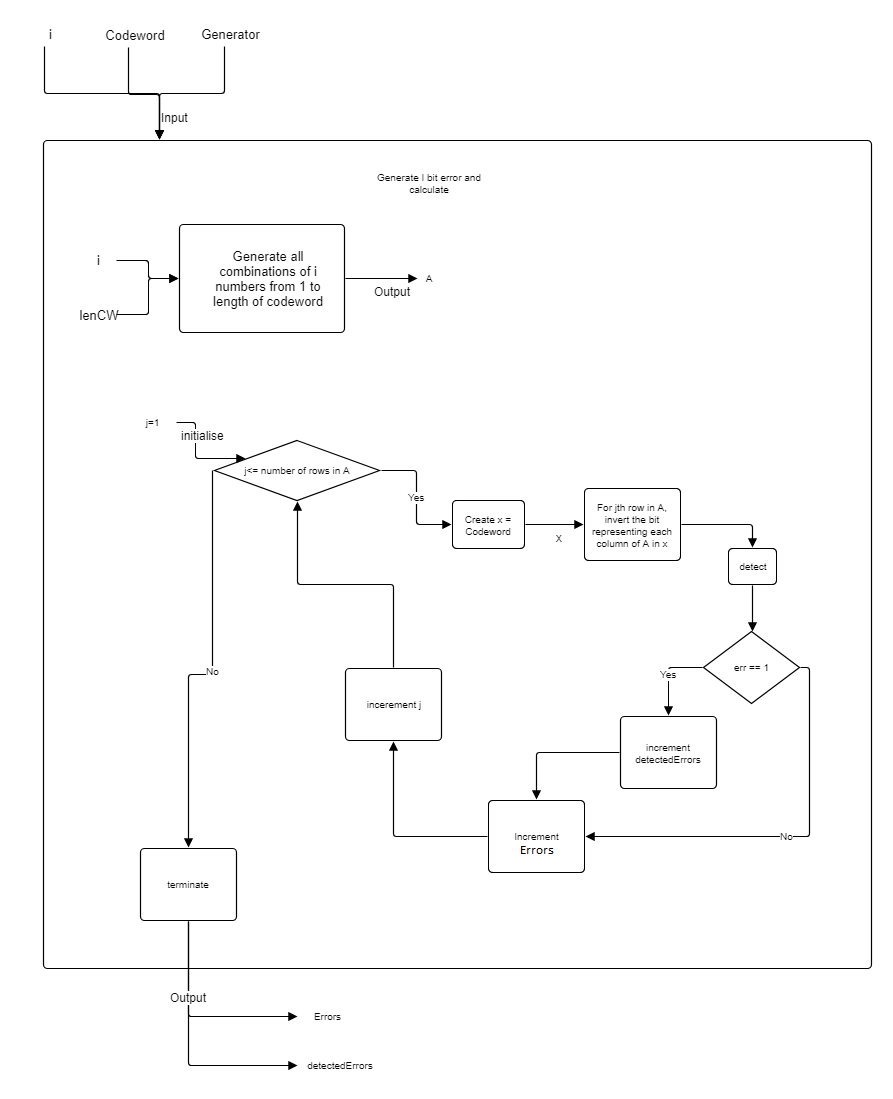 i
Codeword
Generator
Input
Generate I bit error and
calculate
i
lenCW
Generate all
combinations of i
numbers from 1 to
length of codeword
Output
A
j=1
initialise
j<= number of rows in A
Yes
Create x =
Codeword
X
For jth row in A,
invert the bit
representing each
column of A in x
detect
err == 1
Yes
No
increment
detectedErrors
Increment
Errors
incerement j
No
terminate
Output
Errors
detectedErrors